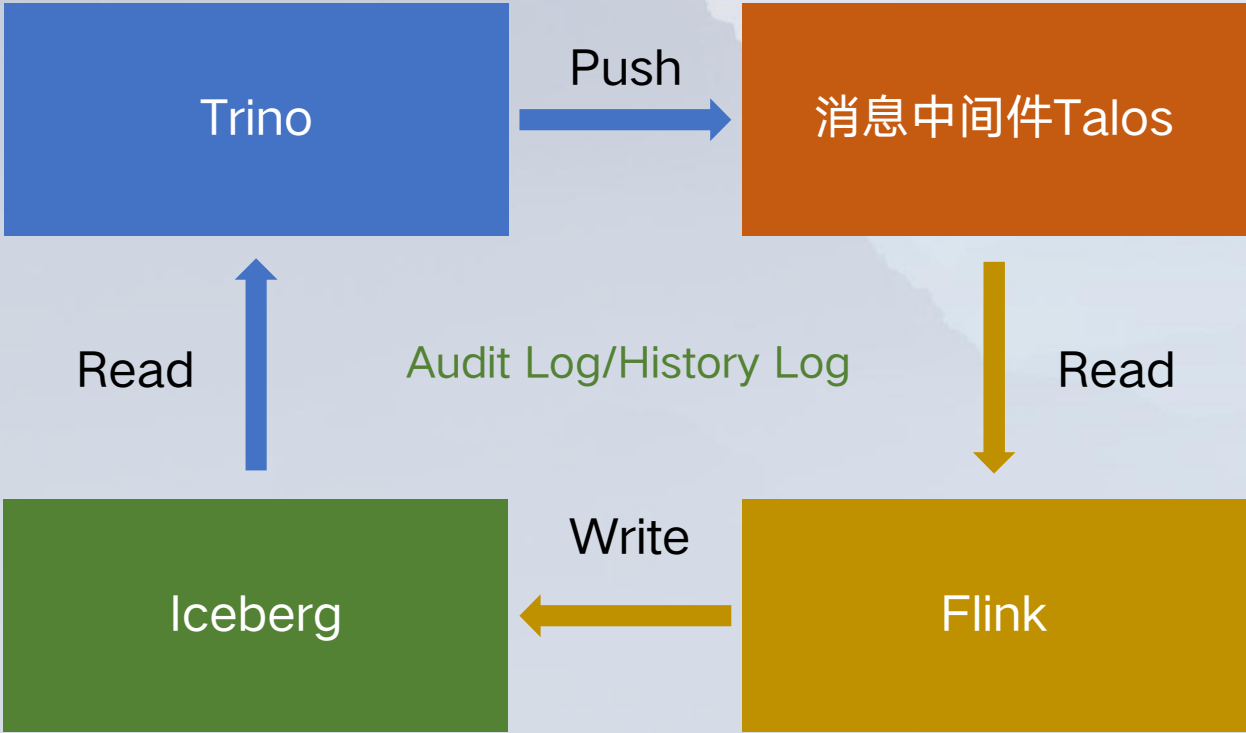 Trino
Push
消息中间件Talos
Read
Audit Log/History Log
Read
Iceberg
Write
Flink